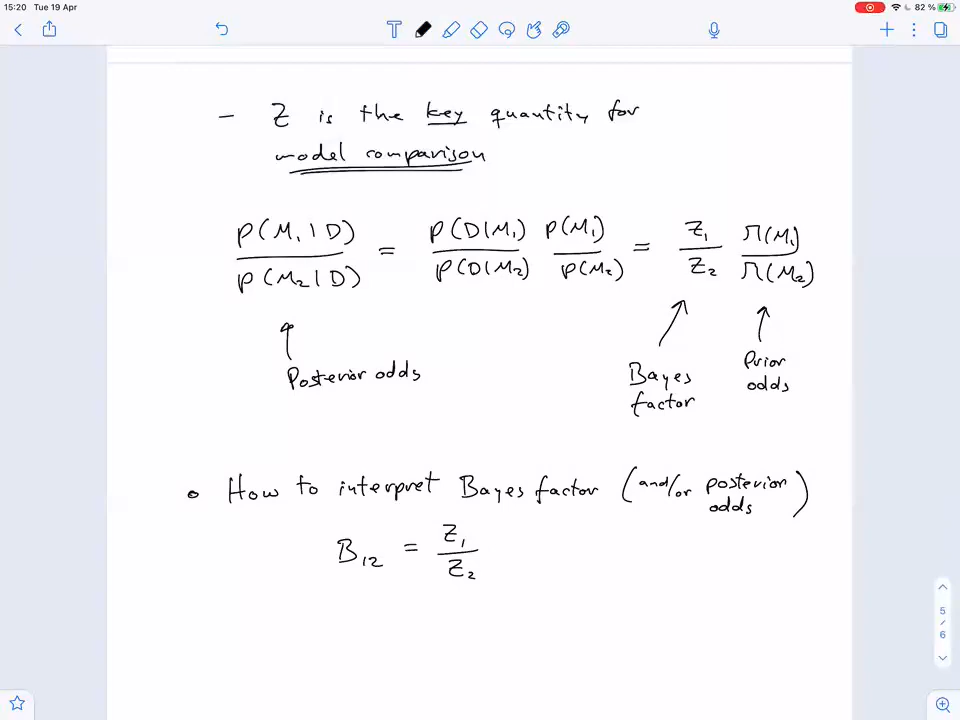 15:20 Tue 19 Apr
82 %
- Z is the key quantity for
model comparison
p(M₁|D) / p(M₂|D) = p(D|M₁) / p(D|M₂) p(M₁) / p(M₂) = Z₁ / Z₂ Π(M₁) / Π(M₂)
Posterior odds
Bayes
factor
Prior
odds
• How to interpret Bayes factor (and/or posterior
odds)
B₁₂ = Z₁ / Z₂
5
/
6